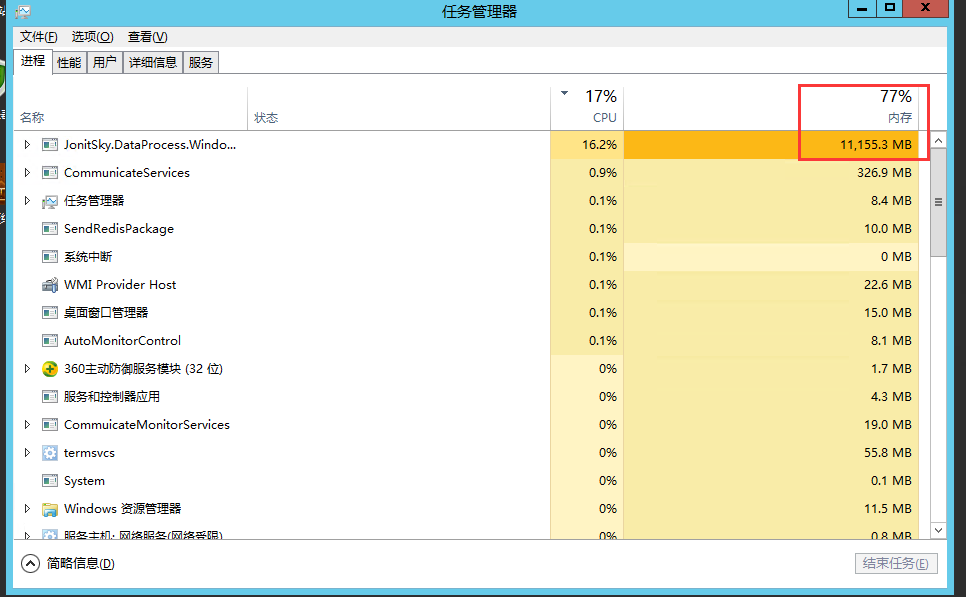 任务管理器
文件(F) 选项(O) 查看(V)
进程 性能 用户 详细信息 服务
17% 77%
名称 状态 CPU 内存
JonitSky.DataProcess.Windo... 16.2% 11,155.3 MB
CommunicateServices 0.9% 326.9 MB
任务管理器 0.1% 8.4 MB
SendRedisPackage 0.1% 10.0 MB
系统中断 0.1% 0 MB
WMI Provider Host 0.1% 22.6 MB
桌面窗口管理器 0.1% 15.0 MB
AutoMonitorControl 0.1% 8.1 MB
360主动防御服务模块 (32 位) 0% 1.7 MB
服务和控制器应用 0% 4.3 MB
CommuicateMonitorServices 0% 19.0 MB
termsvcs 0% 55.8 MB
System 0% 0.1 MB
Windows 资源管理器 0% 11.5 MB
服务主机: 网络服务(网络受限) 0% 0.8 MB
简略信息(D) 结束任务(E)